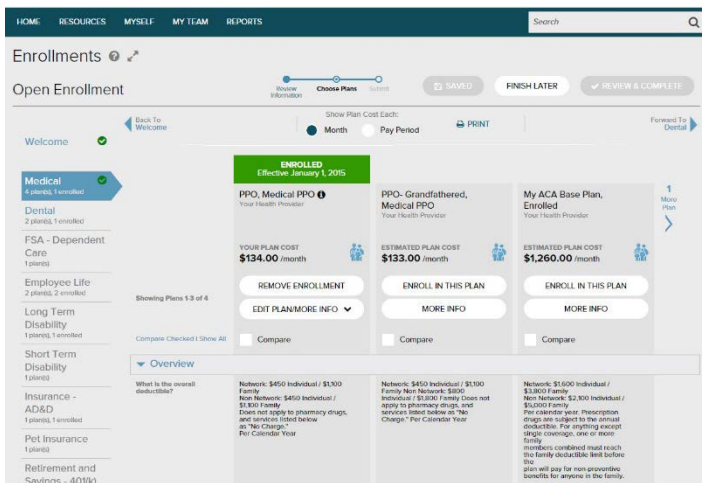 HOME RESOURCES MYSELF MY TEAM REPORTS Search
Enrollments
Open Enrollment
Review Information
Choose Plans
Submit
SAVED
FINISH LATER
REVIEW & COMPLETE
Back To
Welcome
Show Plan Cost Each:
Month Pay Period
PRINT
Forward To
Dental
Welcome
Medical
4 plan(s), 1 enrolled
Dental
2 plan(s), 1 enrolled
FSA - Dependent
Care
1 plan(s)
Employee Life
2 plan(s), 2 enrolled
Long Term
Disability
1 plan(s), 1 enrolled
Short Term
Disability
1 plan(s)
Insurance -
AD&D
1 plan(s), 1 enrolled
Pet Insurance
1 plan(s)
Retirement and
Savings - 401(k)
Showing Plans 1-3 of 4
Compare Checked | Show All
ENROLLED
Effective January 1, 2015
PPO, Medical PPO
Your Health Provider
YOUR PLAN COST
$134.00 /month
REMOVE ENROLLMENT
EDIT PLAN/MORE INFO
Compare
PPO- Grandfathered,
Medical PPO
Your Health Provider
ESTIMATED PLAN COST
$133.00 /month
ENROLL IN THIS PLAN
MORE INFO
Compare
My ACA Base Plan,
Enrolled
Your Health Provider
ESTIMATED PLAN COST
$1,260.00 /month
ENROLL IN THIS PLAN
MORE INFO
Compare
1
More
Plan
Overview
What is the overall
deductible?
Network: $450 Individual / $1,100
Family
Non Network: $450 Individual /
$1,100 Family
Does not apply to pharmacy drugs,
and services listed below
as "No
Charge."
Per Calendar Year
Network: $450 Individual / $1,100
Family Non Network: $800
Individual / $1,800 Family Does not
apply to pharmacy drugs, and
services listed below as "No
Charge." Per Calendar Year
Network: $1,600 Individual /
$3,800 Family
Non Network: $2,100 Individual /
$5,000 Family
Per calendar year. Prescription
drugs are subject to the annual
deductible. For anything except
single coverage, one or more
family
members combined must reach
the family deductible limit before
the
plan will pay for non-preventive
benefits for anyone in the family.